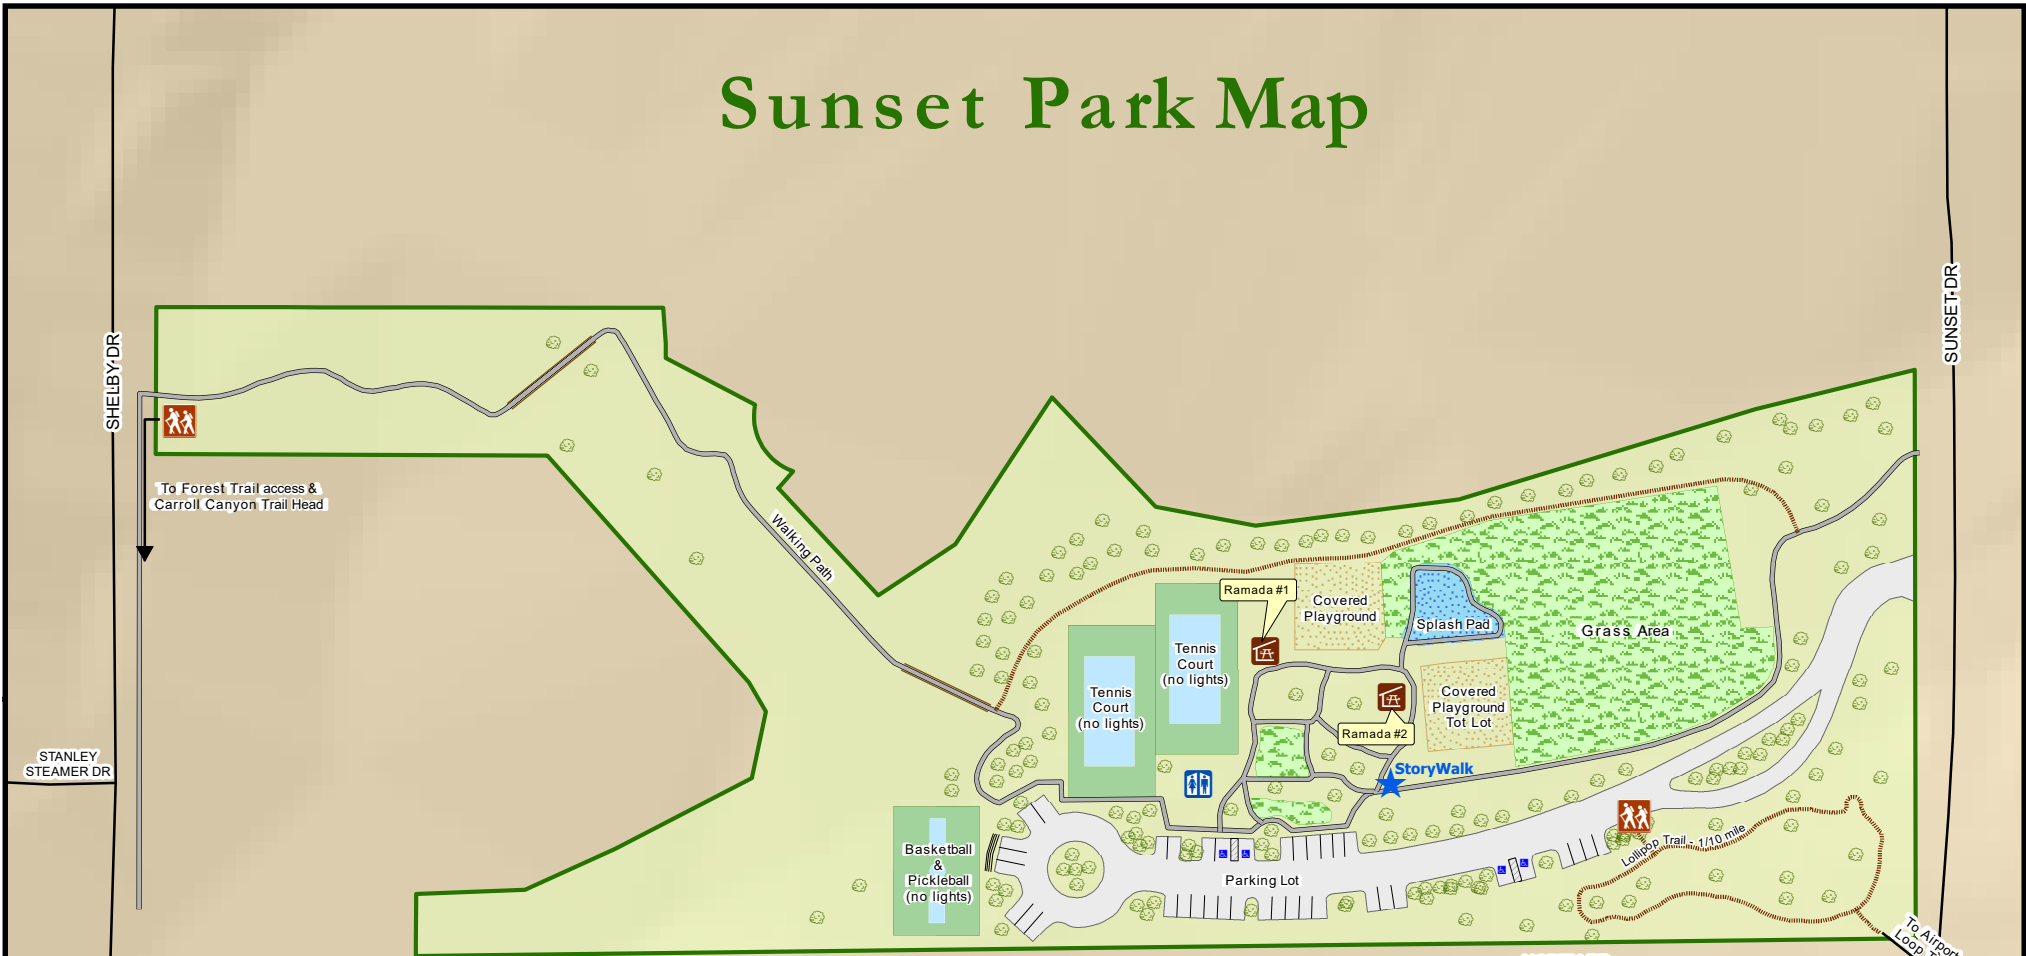 Sunset Park Map
SHELBY DR
SUNSET DR
To Forest Trail access &
Carroll Canyon Trail Head
Walking Path
Ramada #1
Covered
Playground
Splash Pad
Grass Area
Tennis
Court
(no lights)
Tennis
Court
(no lights)
Covered
Playground
Tot Lot
Ramada #2
StoryWalk
STANLEY
STEAMER DR
Basketball
&
Pickleball
(no lights)
Parking Lot
Lollipop Trail - 1/10 mile
To Airport
Loop